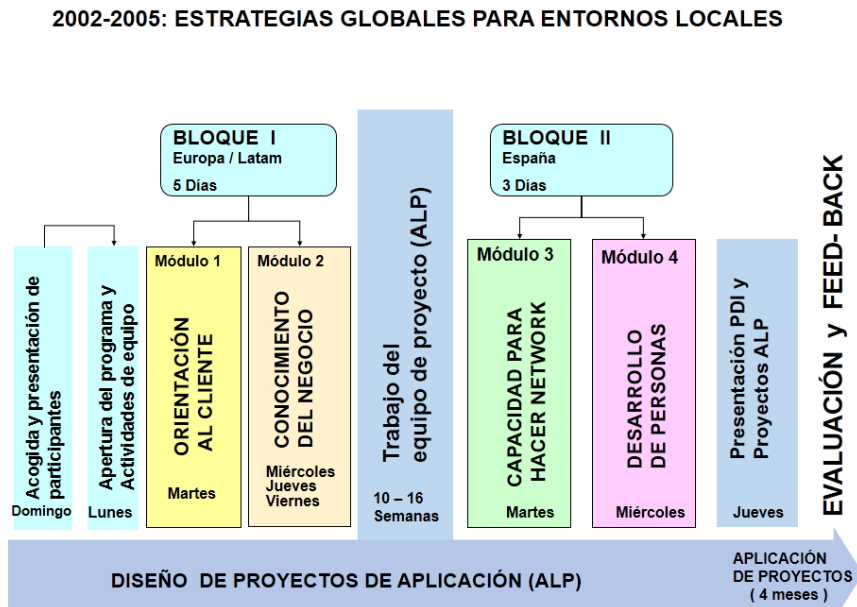 2002-2005: ESTRATEGIAS GLOBALES PARA ENTORNOS LOCALES
BLOQUE I
Europa / Latam
5 Días
BLOQUE II
España
3 Días
Acogida y presentación de
participantes
Domingo
Apertura del programa y
Actividades de equipo
Lunes
Módulo 1
ORIENTACIÓN
AL CLIENTE
Martes
Módulo 2
CONOCIMIENTO
DEL NEGOCIO
Miércoles
Jueves
Viernes
Trabajo del
equipo de proyecto (ALP)
10 – 16
Semanas
Módulo 3
CAPACIDAD PARA
HACER NETWORK
Martes
Módulo 4
DESARROLLO
DE PERSONAS
Miércoles
Presentación PDI y
Proyectos ALP
Jueves
EVALUACIÓN y FEED- BACK
DISEÑO DE PROYECTOS DE APLICACIÓN (ALP)
APLICACIÓN
DE PROYECTOS
( 4 meses )